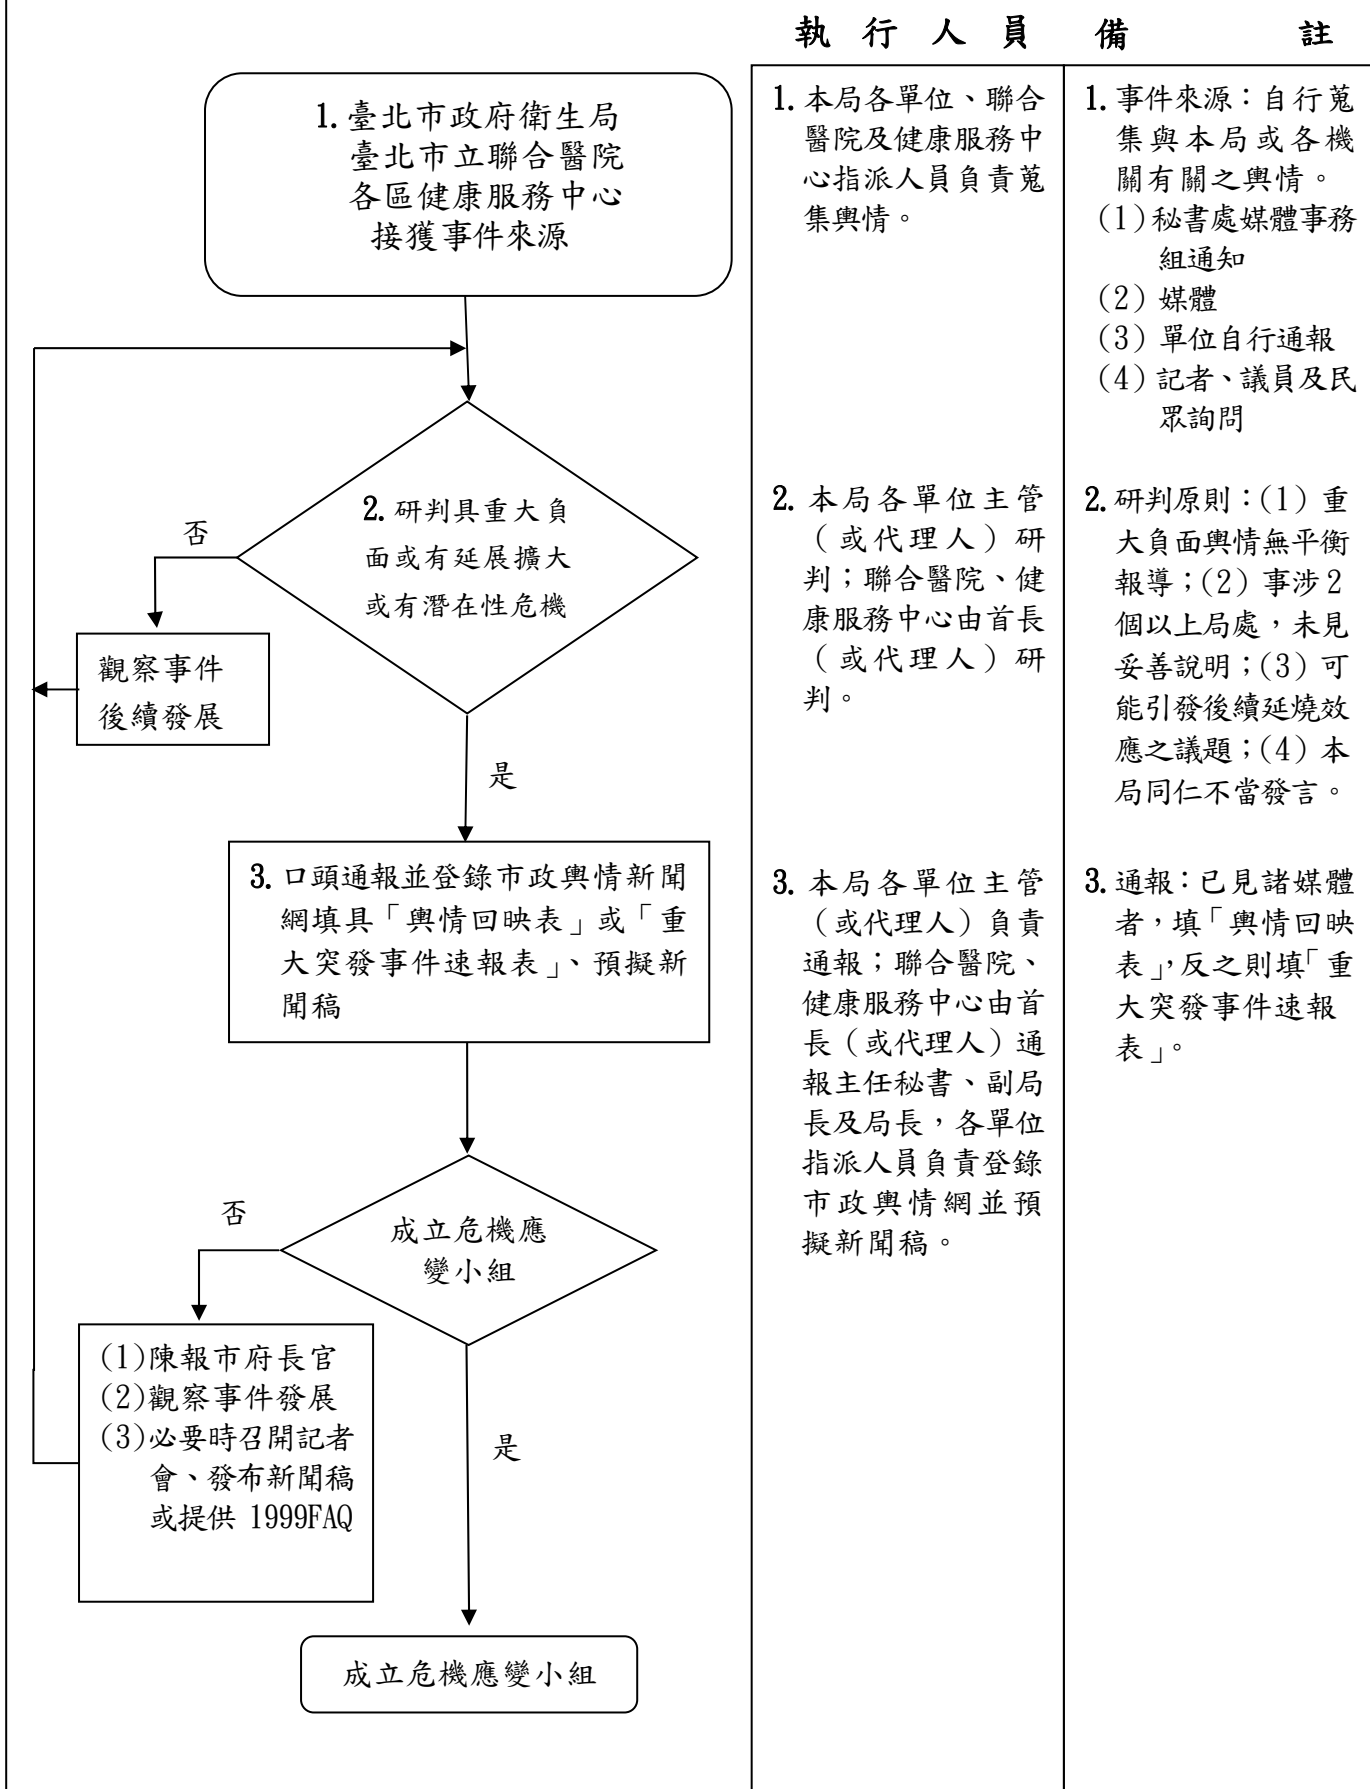 執行人員 備註
1.臺北市政府衛生局
臺北市立聯合醫院
各區健康服務中心
接獲事件來源
否
2.研判具重大負
面或有延展擴大
或有潛在性危機
觀察事件
後續發展
是
3.口頭通報並登錄市政輿情新聞
網填具「輿情回映表」或「重
大突發事件速報表」、預擬新
聞稿
否
成立危機應
變小組
(1)陳報市府長官
(2)觀察事件發展
(3)必要時召開記者
會、發布新聞稿
或提供 1999FAQ
是
成立危機應變小組
1.本局各單位、聯合
醫院及健康服務中
心指派人員負責蒐
集輿情。
2.本局各單位主管
（或代理人）研
判；聯合醫院、健
康服務中心由首長
（或代理人）研
判。
3.本局各單位主管
（或代理人）負責
通報；聯合醫院、
健康服務中心由首
長（或代理人）通
報主任秘書、副局
長及局長，各單位
指派人員負責登錄
市政輿情網並預
擬新聞稿。
1.事件來源：自行蒐
集與本局或各機
關有關之輿情。
(1)秘書處媒體事務
組通知
(2)媒體
(3)單位自行通報
(4)記者、議員及民
眾詢問
2.研判原則：(1)重
大負面輿情無平衡
報導；(2)事涉2
個以上局處，未見
妥善說明；(3)可
能引發後續延燒效
應之議題；(4)本
局同仁不當發言。
3.通報：已見諸媒體
者，填「輿情回映
表」，反之則填「重
大突發事件速報
表」。